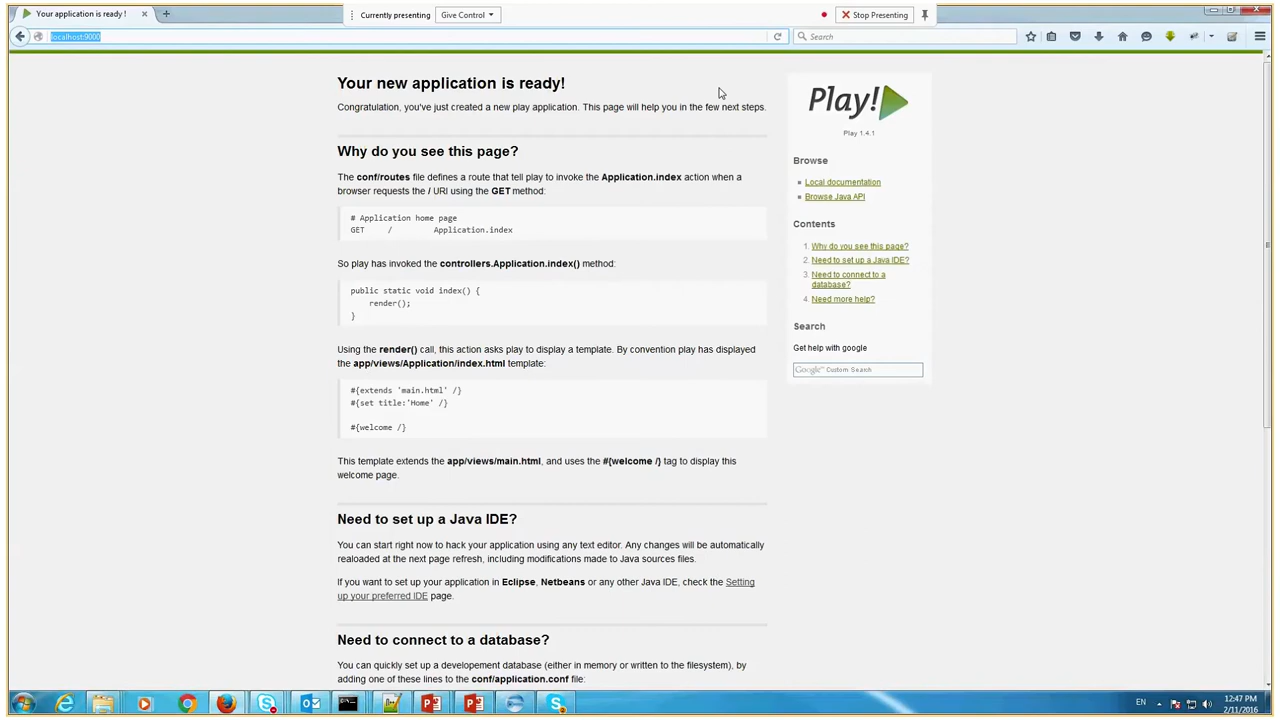 Your new application is ready !
Currently presenting
Give Control
Stop Presenting
localhost:9000
Search
Your new application is ready!
Congratulation, you've just created a new play application. This page will help you in the few next steps.
Why do you see this page?
The conf/routes file defines a route that tell play to invoke the Application.index action when a
browser requests the / URI using the GET method:
# Application home page
GET / Application.index
So play has invoked the controllers.Application.index() method:
public static void index() {
render();
}
Using the render() call, this action asks play to display a template. By convention play has displayed
the app/views/Application/index.html template:
#{extends 'main.html' /}
#{set title:'Home' /}
#{welcome /}
This template extends the app/views/main.html, and uses the #{welcome /} tag to display this
welcome page.
Need to set up a Java IDE?
You can start right now to hack your application using any text editor. Any changes will be automatically
realoaded at the next page refresh, including modifications made to Java sources files.
If you want to set up your application in Eclipse, Netbeans or any other Java IDE, check the Setting
up your preferred IDE page.
Need to connect to a database?
You can quickly set up a developement database (either in memory or written to the filesystem), by
adding one of these lines to the conf/application.conf file:
Play!
Play 1.4.1
Browse
Local documentation
Browse Java API
Contents
1. Why do you see this page?
2. Need to set up a Java IDE?
3. Need to connect to a
database?
4. Need more help?
Search
Get help with google
Google™ Custom Search
EN
12:47 PM
2/11/2016